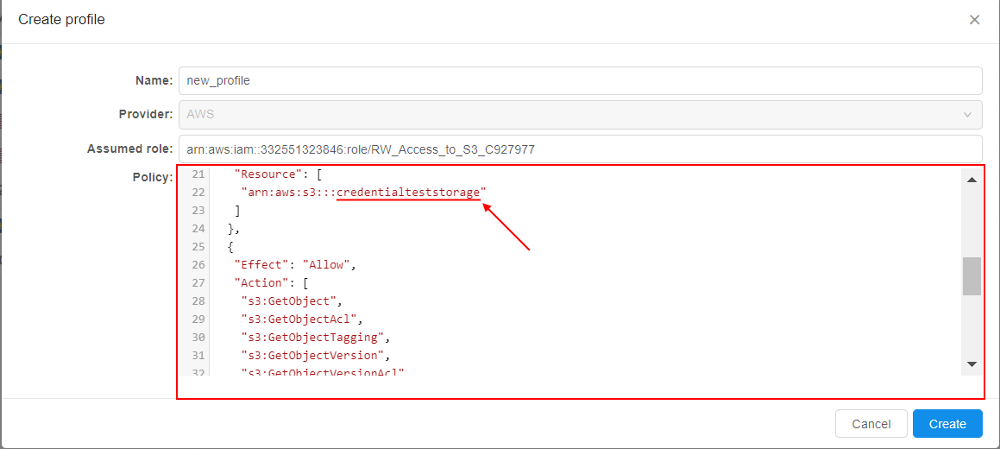 Create profile
Name: new_profile
Provider: AWS
Assumed role: arn:aws:iam::332551323846:role/RW_Access_to_S3_C927977
Policy:
21 "Resource": [
22 "arn:aws:s3:::credentialteststorage"
23 ]
24 },
25 {
26 "Effect": "Allow",
27 "Action": [
28 "s3:GetObject",
29 "s3:GetObjectAcl",
30 "s3:GetObjectTagging",
31 "s3:GetObjectVersion",
32 "s3:GetObjectVersionAcl"
Cancel Create